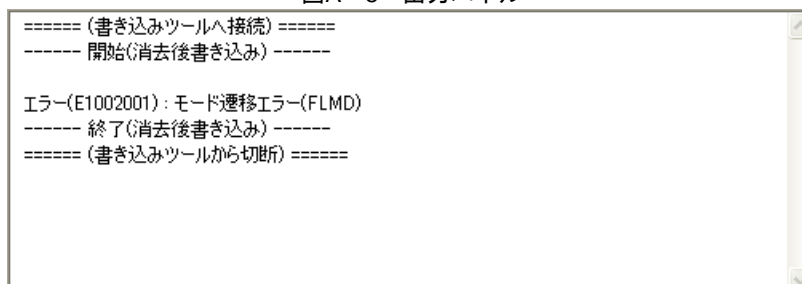 ====== (書き込みツールへ接続) ======
------ 開始(消去後書き込み) ------
エラー(E1002001) : モード遷移エラー(FLMD)
------ 終了(消去後書き込み) ------
====== (書き込みツールから切断) ======